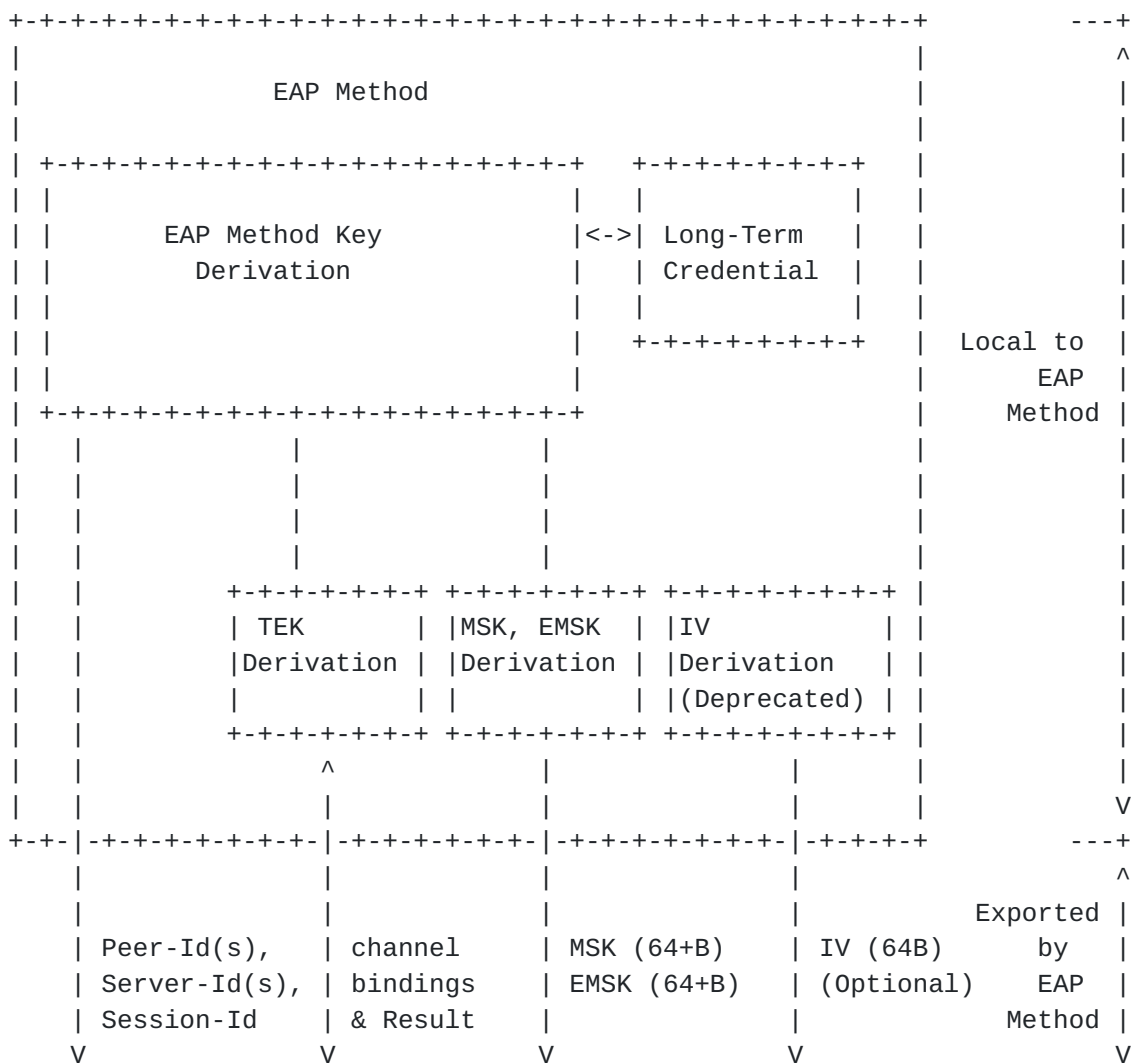 EAP Method
EAP Method Key <-> Long-Term
Derivation Credential
Local to
EAP
Method
TEK MSK, EMSK IV
Derivation Derivation Derivation
(Deprecated)
Exported
Peer-Id(s), channel MSK (64+B) IV (64B) by
Server-Id(s), bindings EMSK (64+B) (Optional) EAP
Session-Id & Result Method